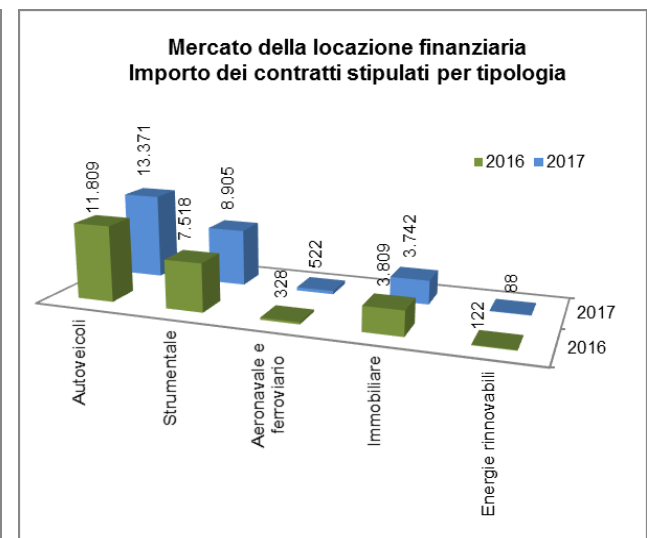 Mercato della locazione finanziaria
Importo dei contratti stipulati per tipologia
2016 2017
11.809
13.371
7.518
8.905
328
522
3.809
3.742
122
88
2017
2016
Autoveicoli
Strumentale
Aeronavale e
ferroviario
Immobiliare
Energie rinnovabili